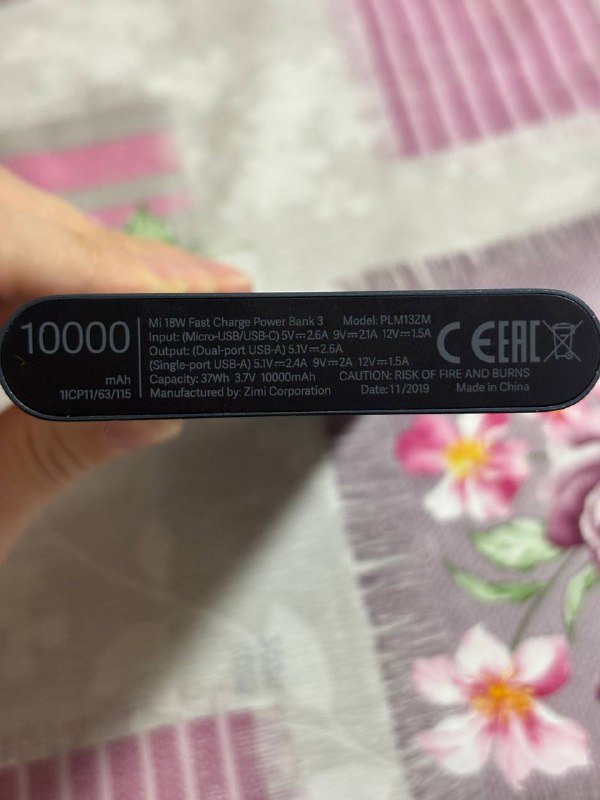 10000
mAh
1ICP11/63/115
Mi 18W Fast Charge Power Bank 3 Model: PLM13ZM
Input: (Micro-USB/USB-C) 5V⎓2.6A 9V⎓2.1A 12V⎓1.5A
Output: (Dual-port USB-A) 5.1V⎓2.6A
(Single-port USB-A) 5.1V⎓2.4A 9V⎓2A 12V⎓1.5A
Capacity: 37Wh 3.7V 10000mAh CAUTION: RISK OF FIRE AND BURNS
Manufactured by: Zimi Corporation Date: 11/2019 Made in China
CE EAC